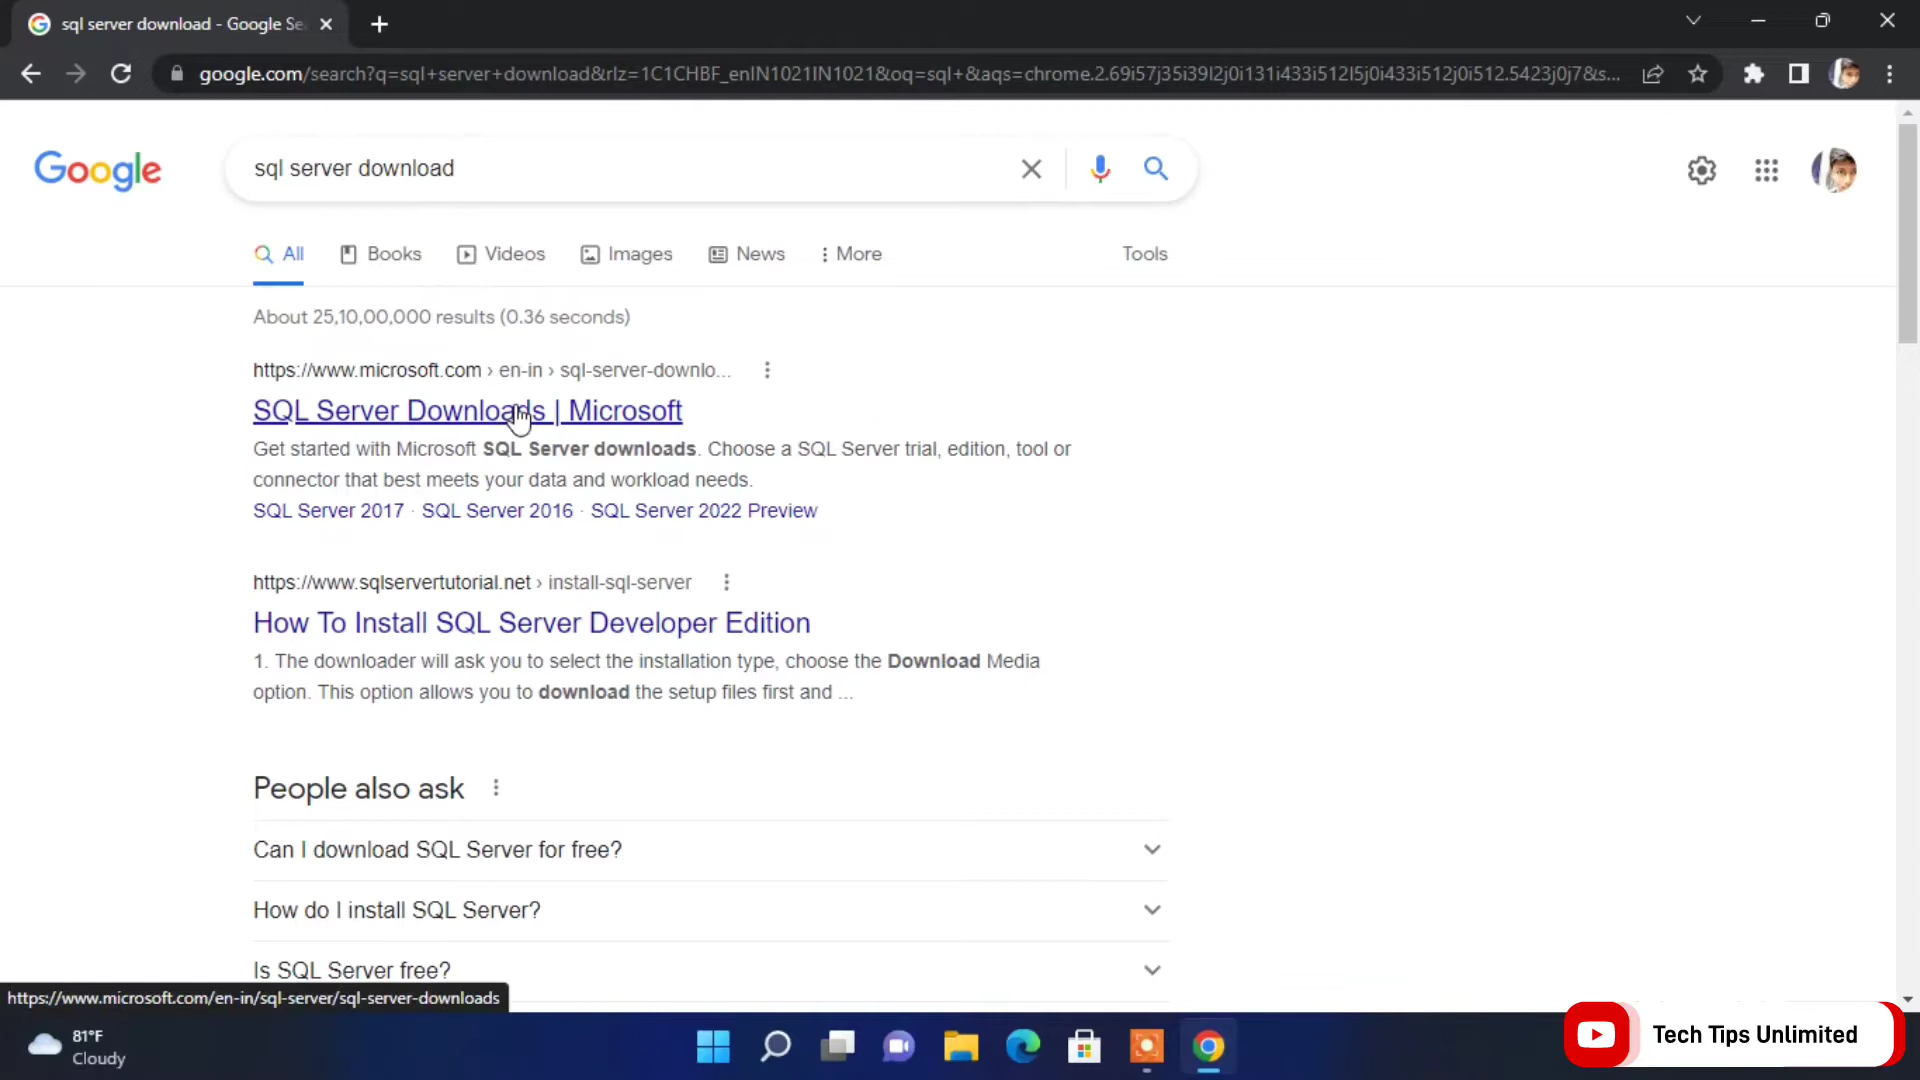 sql server download - Google Se
google.com/search?q=sql+server+download&rlz=1C1CHBF_enIN1021IN1021&oq=sql+&aqs=chrome.2.69i57j35i39l2j0i131i433i512l5j0i433i512j0i512.5423j0j7&s...
Google
sql server download
All Books Videos Images News More Tools
About 25,10,00,000 results (0.36 seconds)
https://www.microsoft.com › en-in › sql-server-downlo...
SQL Server Downloads | Microsoft
Get started with Microsoft SQL Server downloads. Choose a SQL Server trial, edition, tool or
connector that best meets your data and workload needs.
SQL Server 2017 · SQL Server 2016 · SQL Server 2022 Preview
https://www.sqlservertutorial.net › install-sql-server
How To Install SQL Server Developer Edition
1. The downloader will ask you to select the installation type, choose the Download Media
option. This option allows you to download the setup files first and ...
People also ask
Can I download SQL Server for free?
How do I install SQL Server?
Is SQL Server free?
https://www.microsoft.com/en-in/sql-server/sql-server-downloads
81°F
Cloudy
Tech Tips Unlimited